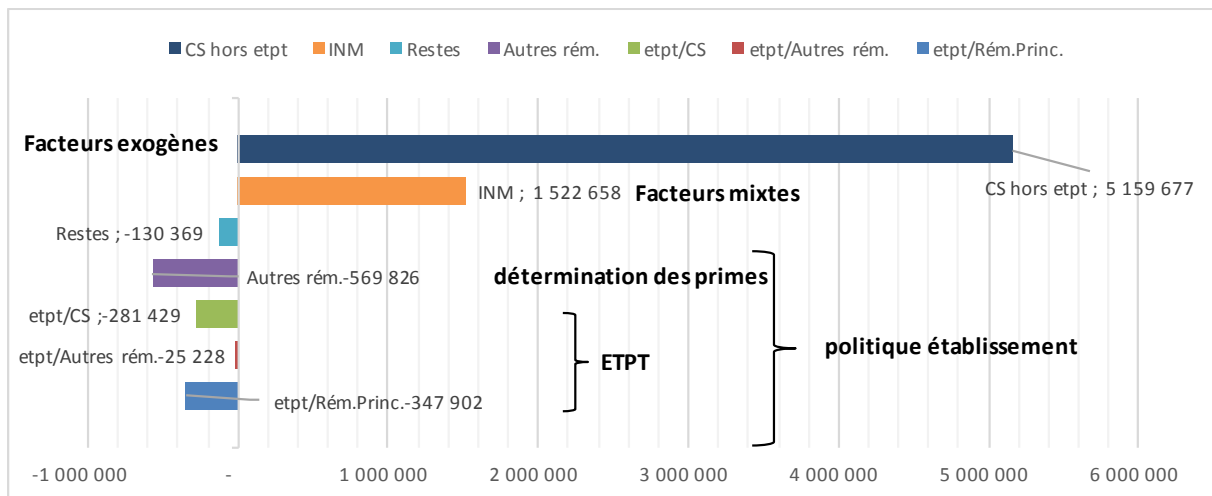 CS hors etpt INM Restes Autres rém. etpt/CS etpt/Autres rém. etpt/Rém.Princ.
Facteurs exogènes
CS hors etpt ; 5 159 677
INM ; 1 522 658
Facteurs mixtes
Restes ; -130 369
Autres rém.-569 826
détermination des primes
etpt/CS ;-281 429
etpt/Autres rém.-25 228
ETPT
politique établissement
etpt/Rém.Princ.-347 902
-1 000 000 - 1 000 000 2 000 000 3 000 000 4 000 000 5 000 000 6 000 000